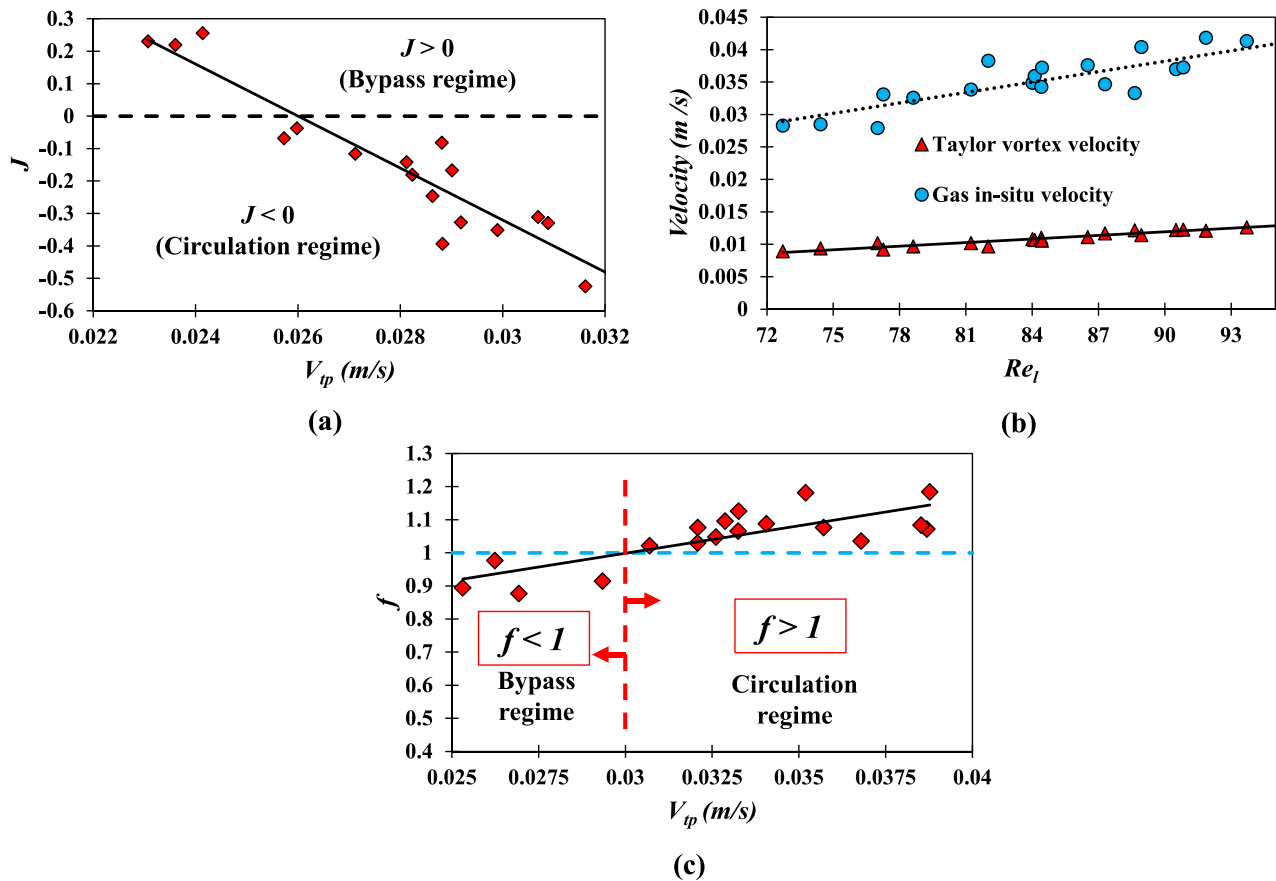 0.3
0.2
0.1
0
-0.1
-0.2
-0.3
-0.4
-0.5
-0.6
J
J > 0
(Bypass regime)
J < 0
(Circulation regime)
0.022
0.024
0.026
0.028
0.03
0.032
V_tp (m/s)
(a)
0.05
0.045
0.04
0.035
0.03
0.025
0.02
0.015
0.01
0.005
0
Velocity (m /s)
Taylor vortex velocity
Gas in-situ velocity
72
75
78
81
84
87
90
93
Re_l
(b)
1.3
1.2
1.1
1
0.9
0.8
0.7
0.6
0.5
0.4
f
f < 1
Bypass
regime
f > 1
Circulation
regime
0.025
0.0275
0.03
0.0325
0.035
0.0375
0.04
V_tp (m/s)
(c)